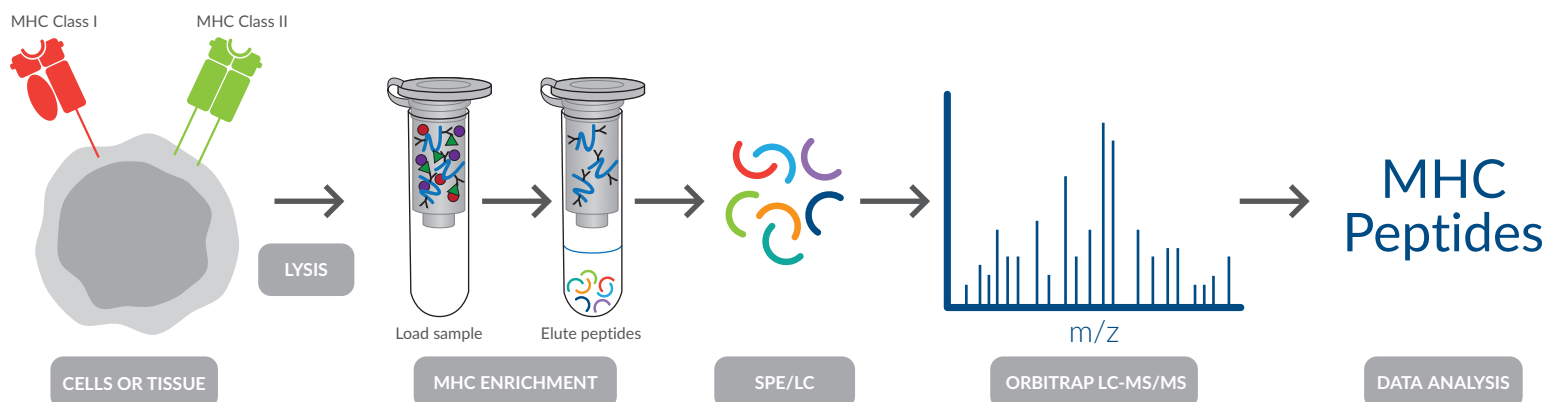 MHC Class I
MHC Class II
LYSIS
Load sample
Elute peptides
m/z
MHC
Peptides
CELLS OR TISSUE
MHC ENRICHMENT
SPE/LC
ORBITRAP LC-MS/MS
DATA ANALYSIS